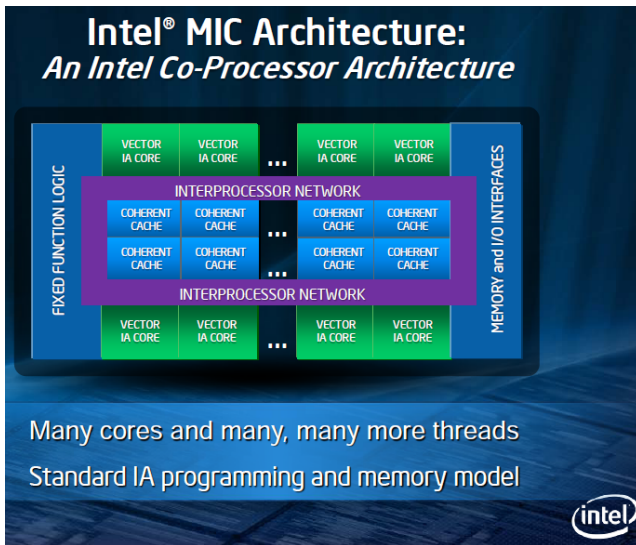 Intel® MIC Architecture:
An Intel Co-Processor Architecture
FIXED FUNCTION LOGIC
VECTOR IA CORE
VECTOR IA CORE
...
VECTOR IA CORE
VECTOR IA CORE
INTERPROCESSOR NETWORK
COHERENT CACHE
COHERENT CACHE
...
COHERENT CACHE
COHERENT CACHE
COHERENT CACHE
COHERENT CACHE
...
COHERENT CACHE
COHERENT CACHE
INTERPROCESSOR NETWORK
VECTOR IA CORE
VECTOR IA CORE
...
VECTOR IA CORE
VECTOR IA CORE
MEMORY and I/O INTERFACES
Many cores and many, many more threads
Standard IA programming and memory model
intel